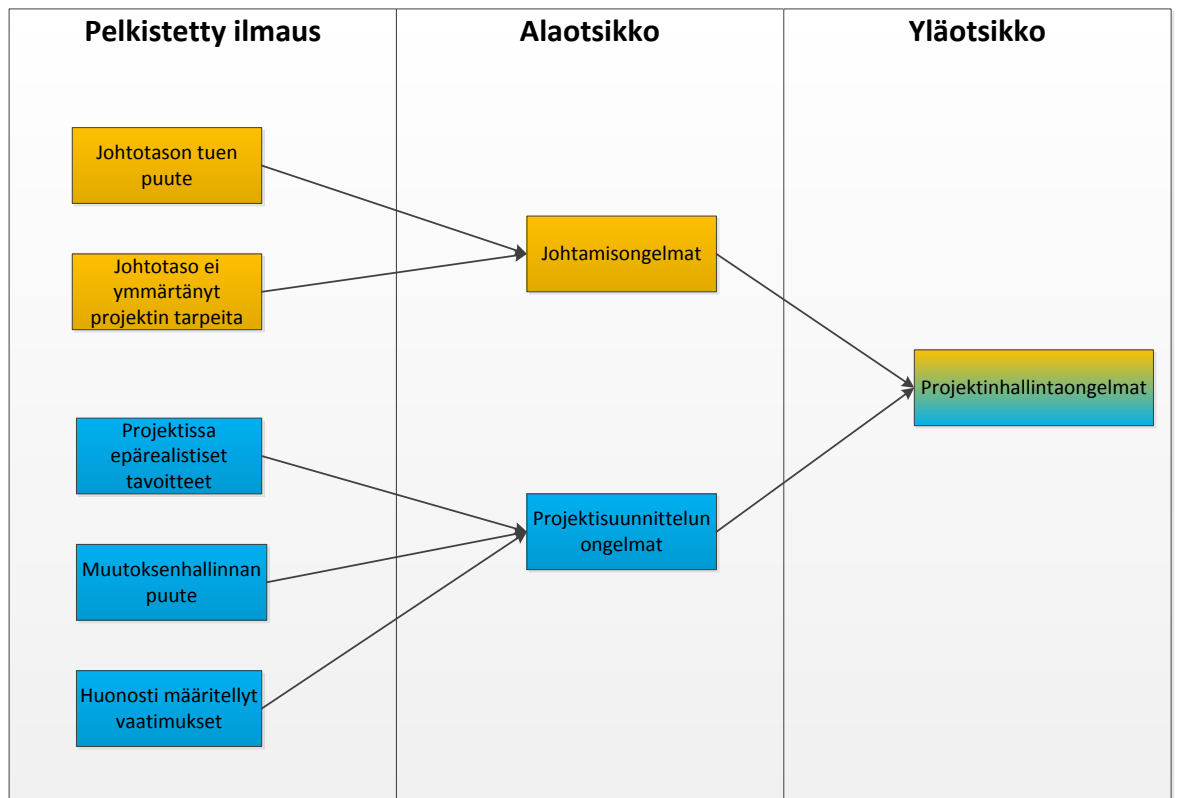 Pelkistetty ilmaus
Alaotsikko
Yläotsikko
Johtotason tuen
puute
Johtotaso ei
ymmärtänyt
projektin tarpeita
Projektissa
epärealistiset
tavoitteet
Muutoksenhallinnan
puute
Huonosti määritellyt
vaatimukset
Johtamisongelmat
Projektisuunnittelun
ongelmat
Projektinhallintaongelmat